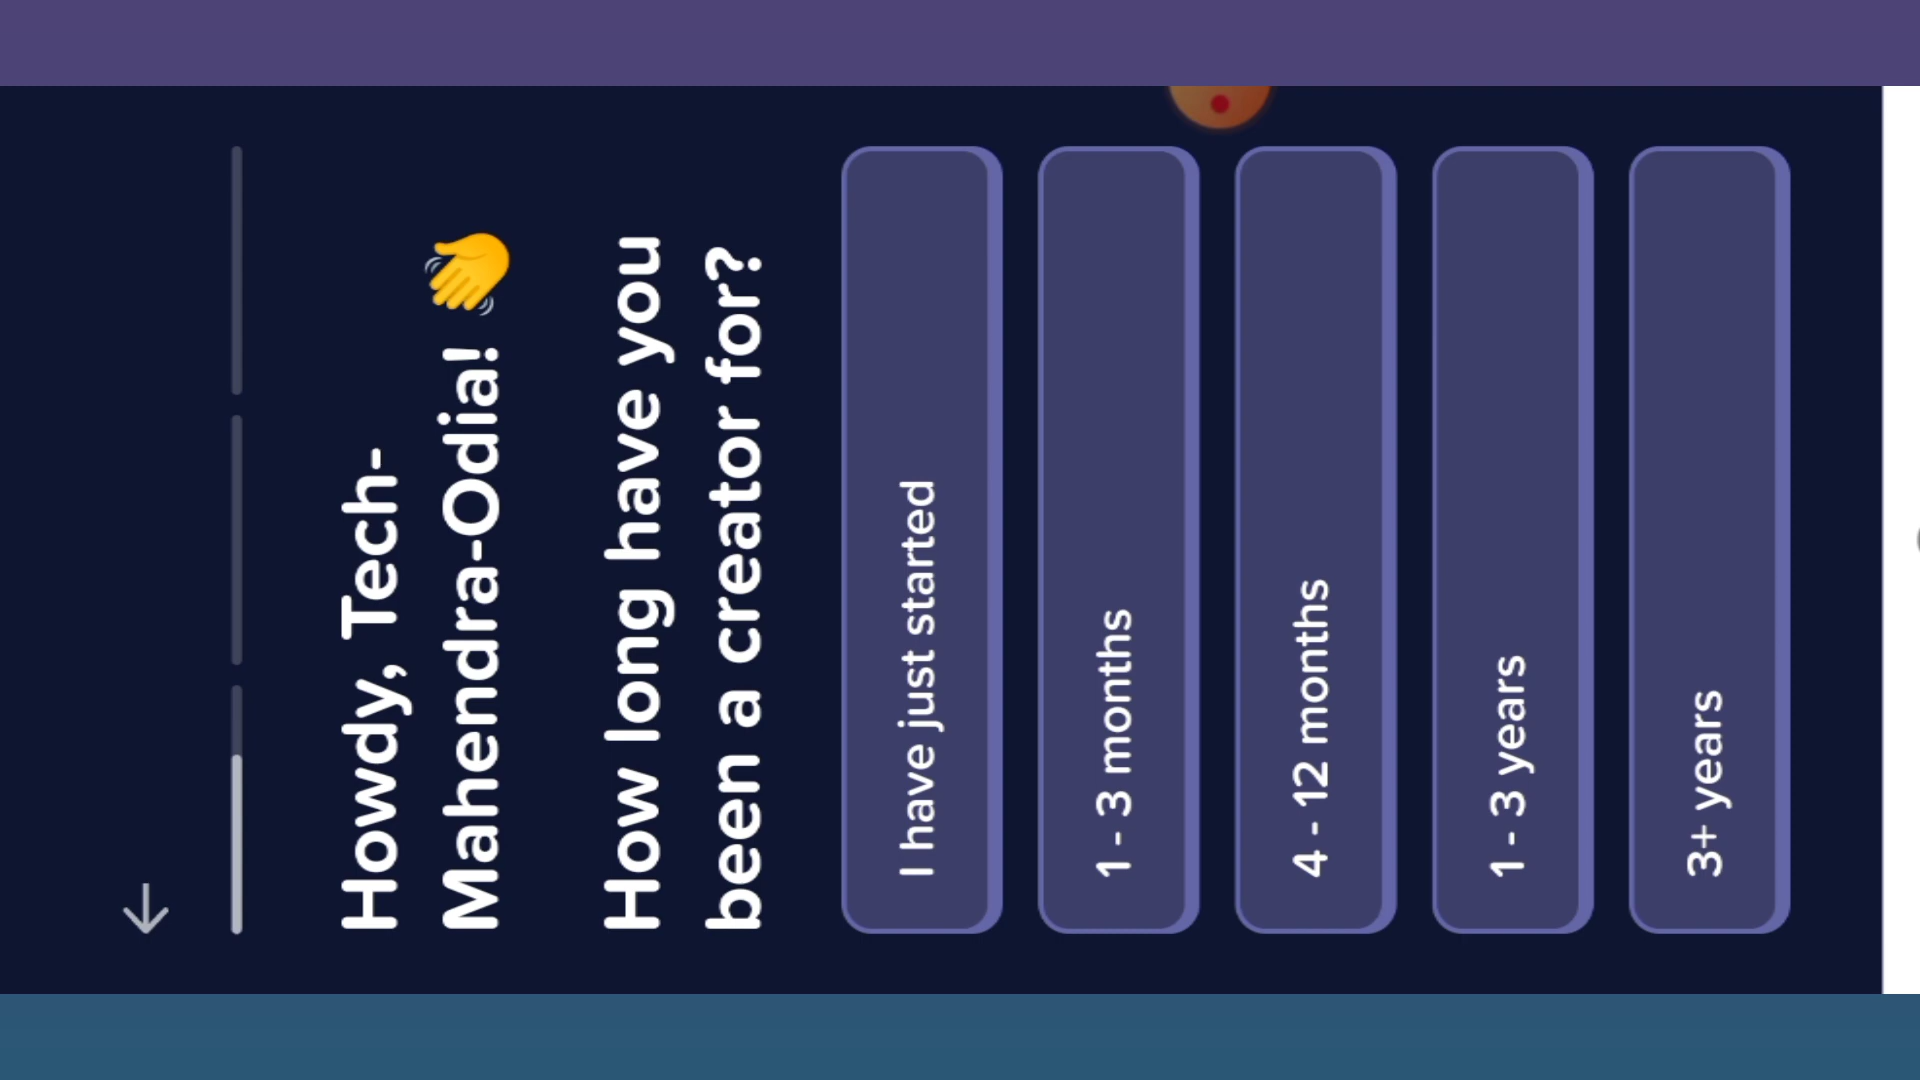 Howdy, Tech-
Mahendra-Odia! 👋
How long have you
been a creator for?
I have just started
1 - 3 months
4 - 12 months
1 - 3 years
3+ years